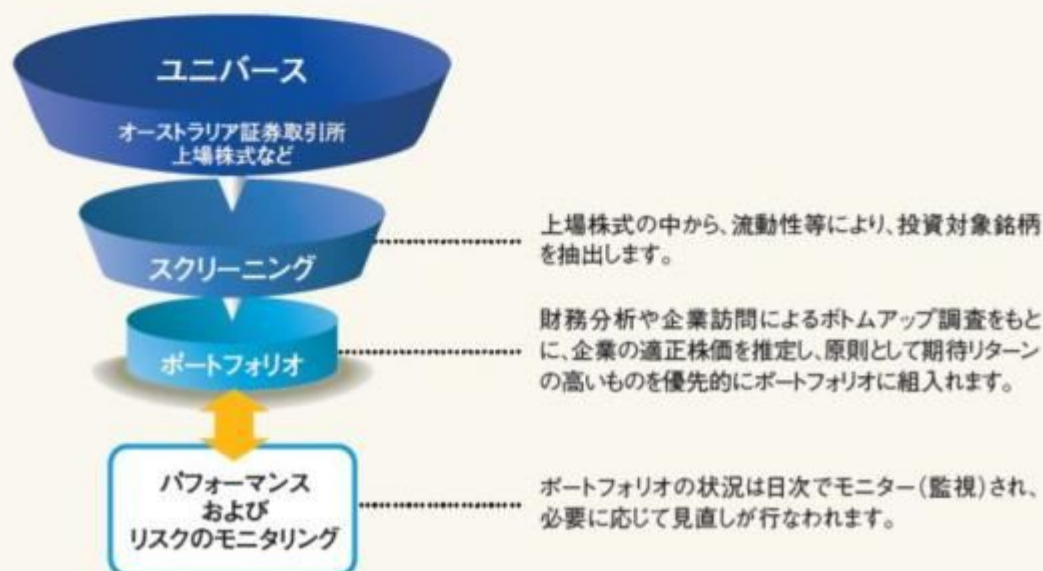 ユニバース
オーストラリア証券取引所
上場株式など
スクリーニング
上場株式の中から、流動性等により、投資対象銘柄
を抽出します。
ポートフォリオ
財務分析や企業訪問によるボトムアップ調査をもと
に、企業の適正株価を推定し、原則として期待リターン
の高いものを優先的にポートフォリオに組入れます。
パフォーマンス
および
リスクのモニタリング
ポートフォリオの状況は日次でモニター(監視)され、
必要に応じて見直しが行なわれます。